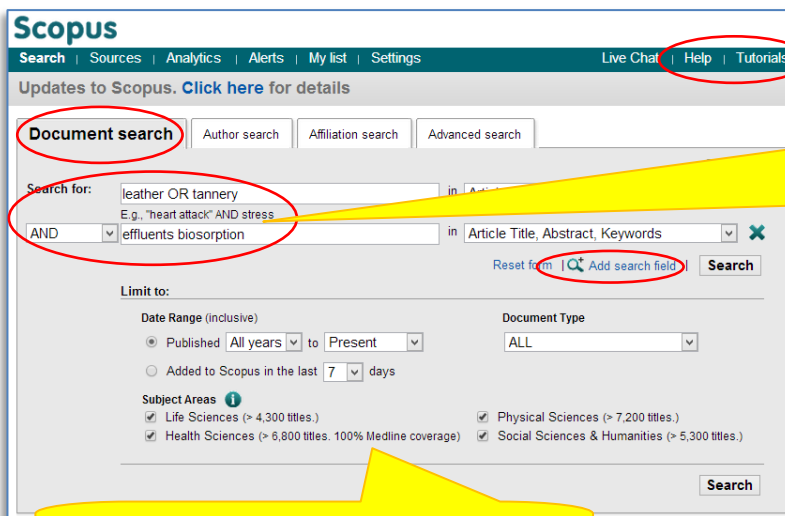 Scopus
Search | Sources | Analytics | Alerts | My list | Settings Live Chat | Help | Tutorials
Updates to Scopus. Click here for details
Document search Author search Affiliation search Advanced search
Search for: leather OR tannery in
E.g., "heart attack" AND stress
AND effluents biosorption in Article Title, Abstract, Keywords
Reset form | Add search field | Search
Limit to:
Date Range (inclusive) Document Type
Published All years to Present ALL
Added to Scopus in the last 7 days
Subject Areas i
Life Sciences (> 4,300 titles.) Physical Sciences (> 7,200 titles.)
Health Sciences (> 6,800 titles. 100% Medline coverage) Social Sciences & Humanities (> 5,300 titles.)
Search